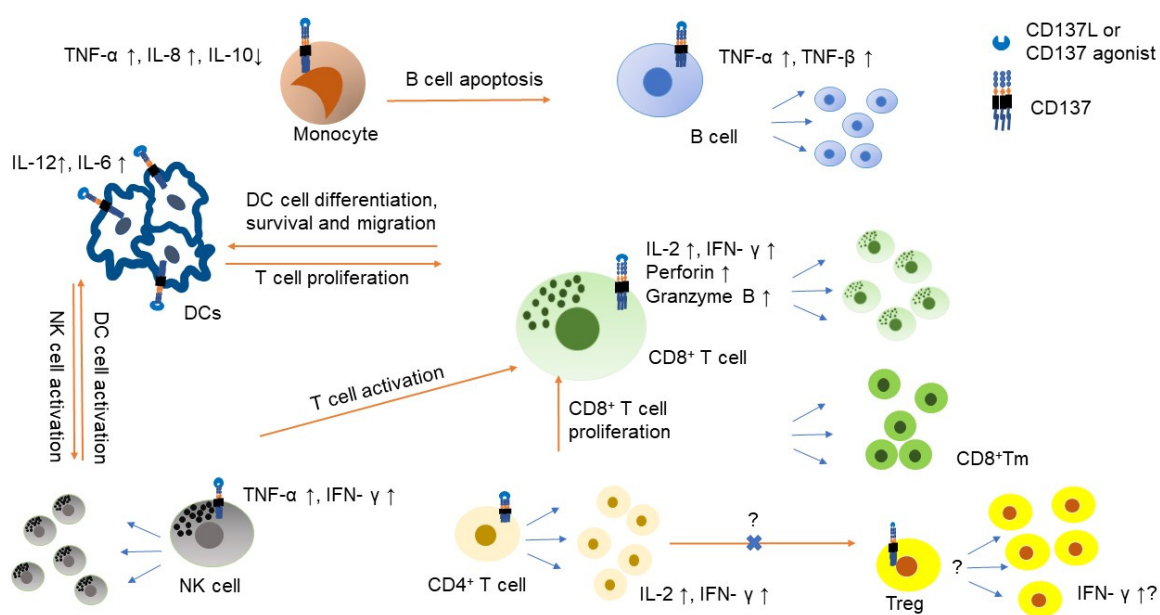 TNF-α ↑, IL-8 ↑, IL-10↓
Monocyte
B cell apoptosis
TNF-α ↑, TNF-β ↑
B cell
CD137L or
CD137 agonist
CD137
IL-12↑, IL-6 ↑
DCs
DC cell differentiation,
survival and migration
T cell proliferation
IL-2 ↑, IFN- γ ↑
Perforin ↑
Granzyme B ↑
CD8⁺ T cell
DC cell activation
NK cell activation
T cell activation
CD8⁺ T cell
proliferation
CD8⁺Tm
TNF-α ↑, IFN- γ ↑
NK cell
CD4⁺ T cell
IL-2 ↑, IFN- γ ↑
?
Treg
?
IFN- γ ↑?